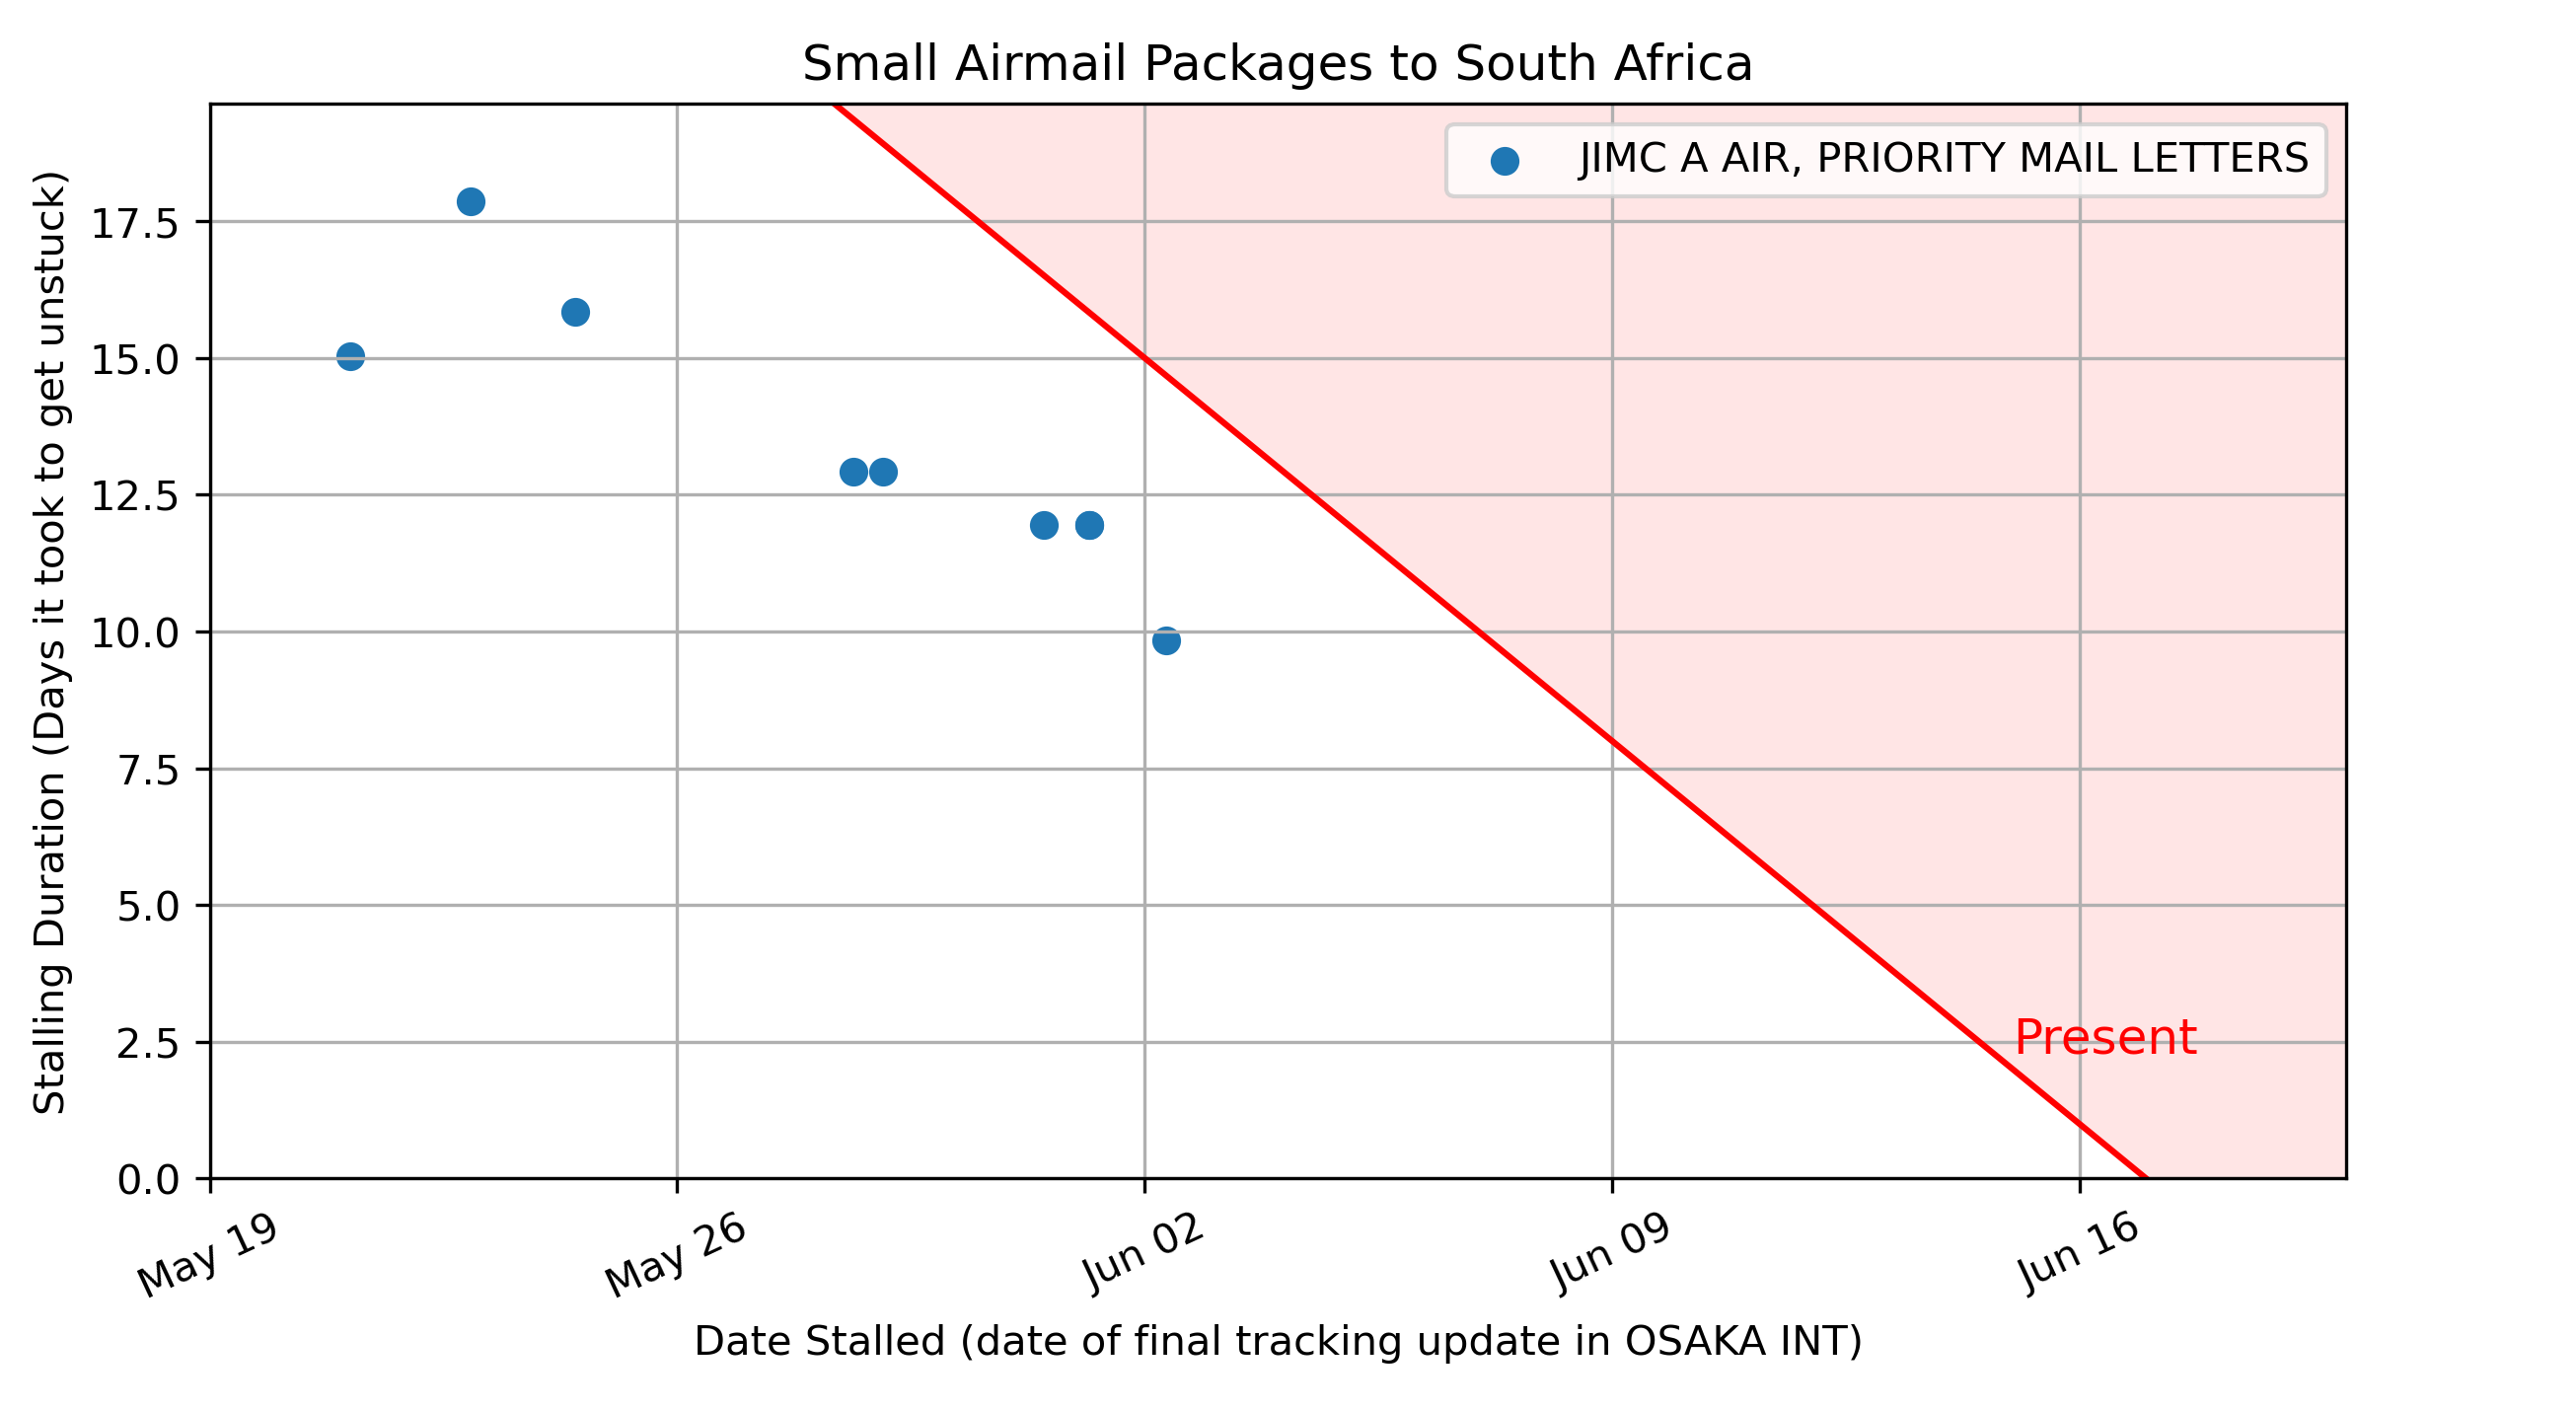 Small Airmail Packages to South Africa
JIMC A AIR, PRIORITY MAIL LETTERS
Stalling Duration (Days it took to get unstuck)
17.5
15.0
12.5
10.0
7.5
5.0
2.5
0.0
Present
May 19
May 26
Jun 02
Jun 09
Jun 16
Date Stalled (date of final tracking update in OSAKA INT)